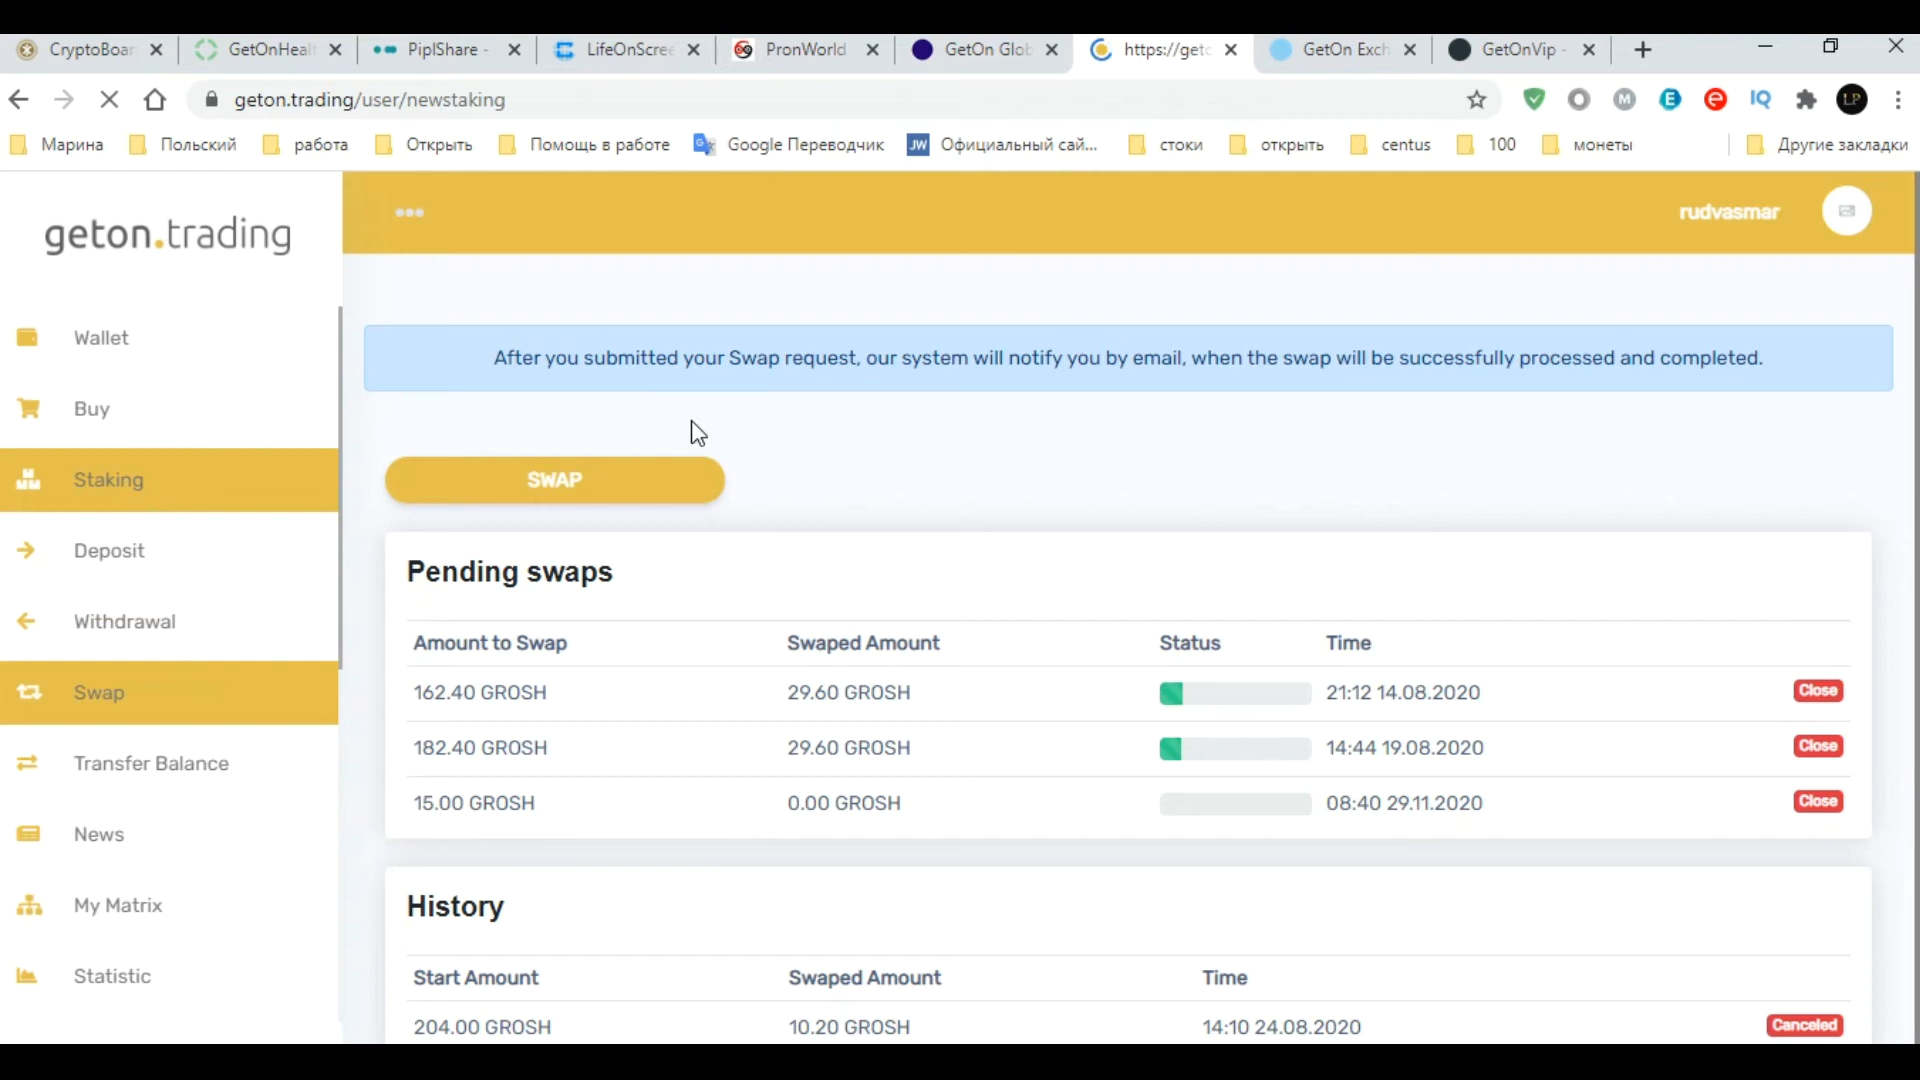 CryptoBoar
GetOnHealt
PiplShare -
LifeOnScree
PronWorld
GetOn Glob
https://getc
GetOn Exch
GetOnVip -
geton.trading/user/newstaking
LP
Марина
Польский
работа
Открыть
Помощь в работе
Google Переводчик
JW
Официальный сай...
стоки
открыть
centus
100
монеты
Другие закладки
geton.trading
rudvasmar
Wallet
Buy
Staking
Deposit
Withdrawal
Swap
Transfer Balance
News
My Matrix
Statistic
After you submitted your Swap request, our system will notify you by email, when the swap will be successfully processed and completed.
SWAP
Pending swaps
Amount to Swap Swaped Amount Status Time
162.40 GROSH 29.60 GROSH 21:12 14.08.2020 Close
182.40 GROSH 29.60 GROSH 14:44 19.08.2020 Close
15.00 GROSH 0.00 GROSH 08:40 29.11.2020 Close
History
Start Amount Swaped Amount Time
204.00 GROSH 10.20 GROSH 14:10 24.08.2020 Canceled